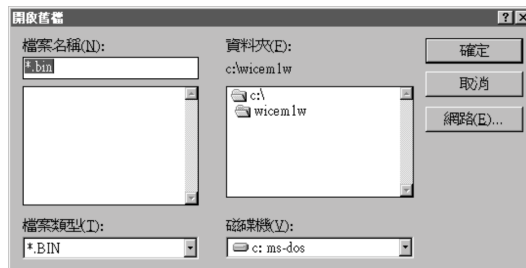 開啟舊檔
檔案名稱(N):
*.bin
資料夾(F):
c:\wicem1w
c:\
wicem1w
確定
取消
網路(E)...
檔案類型(T):
*.BIN
磁碟機(V):
c: ms-dos